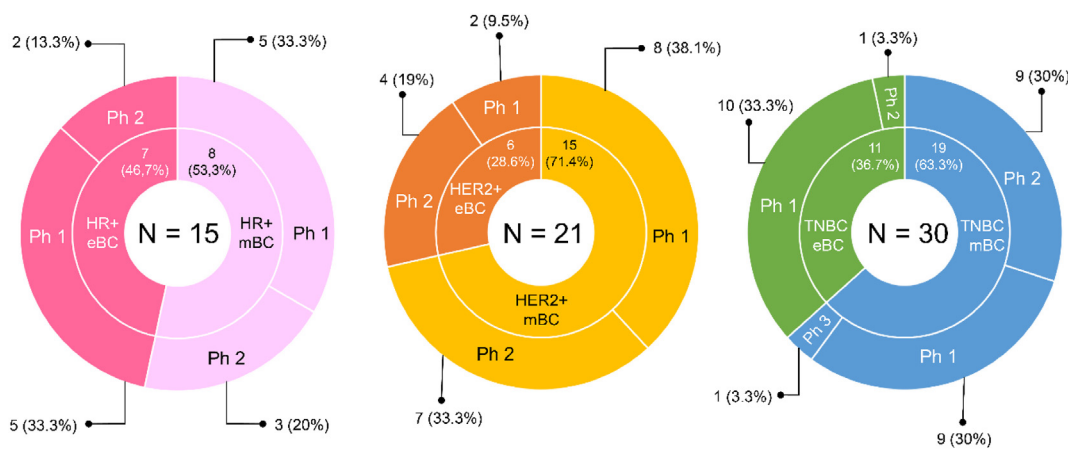 2 (13.3%)
5 (33.3%)
Ph 2
7
(46,7%)
8
(53,3%)
Ph 1
HR+
eBC
N = 15
HR+
mBC
Ph 1
Ph 2
5 (33.3%)
3 (20%)
2 (9.5%)
4 (19%)
8 (38.1%)
Ph 1
6
(28.6%)
15
(71.4%)
Ph 2
HER2+
eBC
N = 21
Ph 1
HER2+
mBC
Ph 2
7 (33.3%)
1 (3.3%)
10 (33.3%)
9 (30%)
Ph 2
11
(36.7%)
19
(63.3%)
Ph 2
Ph 1
TNBC
eBC
N = 30
TNBC
mBC
Ph 3
Ph 1
1 (3.3%)
9 (30%)